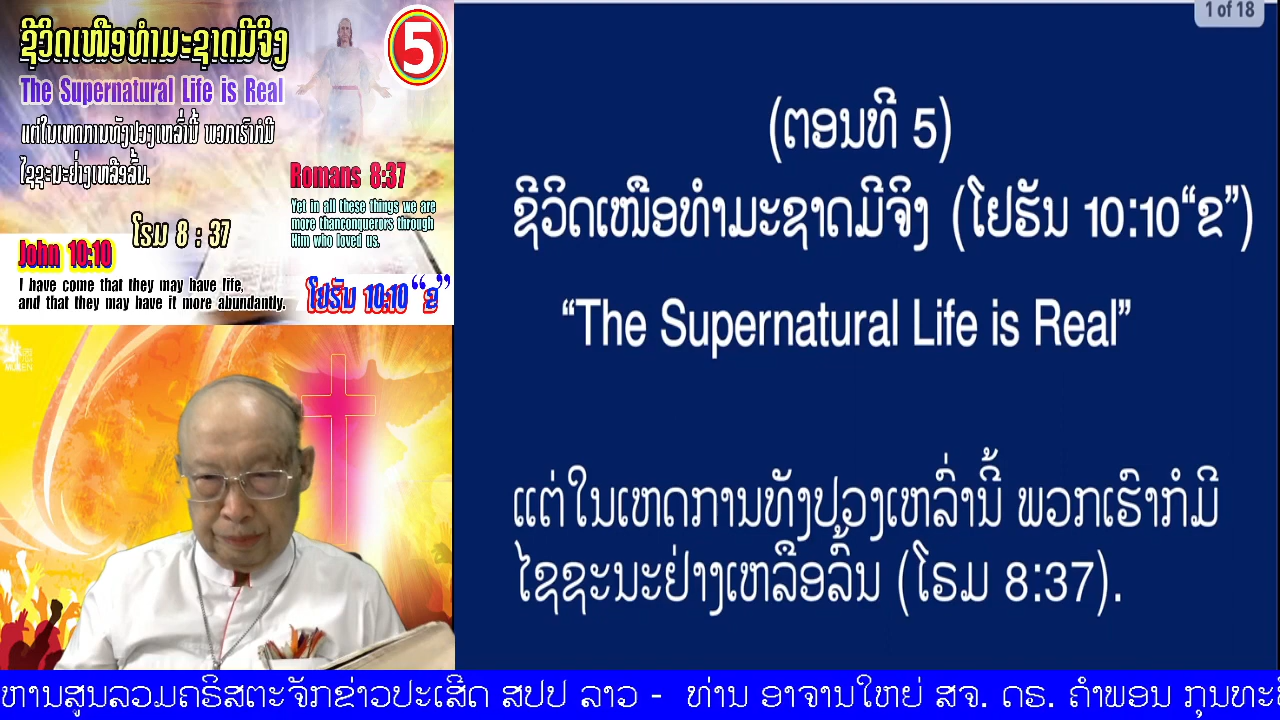 ຊີວິດເໜືອທຳມະຊາດມີຈິງ
5
The Supernatural Life is Real
ແຕ່ໃນເຫດການທັງປວງເຫລົ່ານີ້ ພວກເຮົາກໍມີ
ໄຊຊະນະຢ່າງເຫລືອລົ້ນ.
Romans 8:37
Yet in all these things we are
more thanconquerors through
Him who loved us.
ໂຣມ 8 : 37
John 10:10
I have come that they may have life,
and that they may have it more abundantly.
ໂຢຮັນ 10:10 “ຂ”
1 of 18
(ຕອນທີ 5)
ຊີວິດເໜືອທຳມະຊາດມີຈິງ (ໂຢຮັນ 10:10“ຂ”)
“The Supernatural Life is Real”
ແຕ່ໃນເຫດການທັງປວງເຫລົ່ານີ້ ພວກເຮົາກໍມີ
ໄຊຊະນະຢ່າງເຫລືອລົ້ນ (ໂຣມ 8:37).
ຫານສູນລວມຄຣິສຕະຈັກຂ່າວປະເສີດ ສປປ ລາວ - ທ່ານ ອາຈານໃຫຍ່ ສຈ. ດຣ. ຄຳພອນ